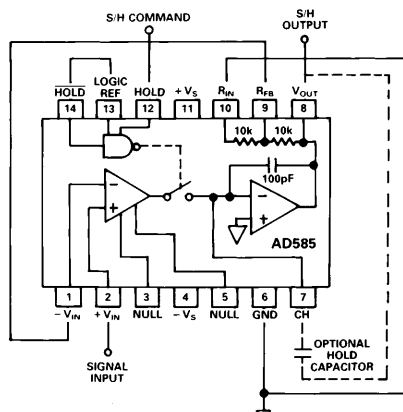 S/H COMMAND
S/H
OUTPUT
HOLD
LOGIC
REF
HOLD
+VS
RIN
RFB
VOUT
14
13
12
11
10
9
8
10k
10k
100pF
−
+
−
+
AD585
1
2
3
4
5
6
7
−VIN
+VIN
NULL
−VS
NULL
GND
CH
SIGNAL
INPUT
OPTIONAL
HOLD
CAPACITOR